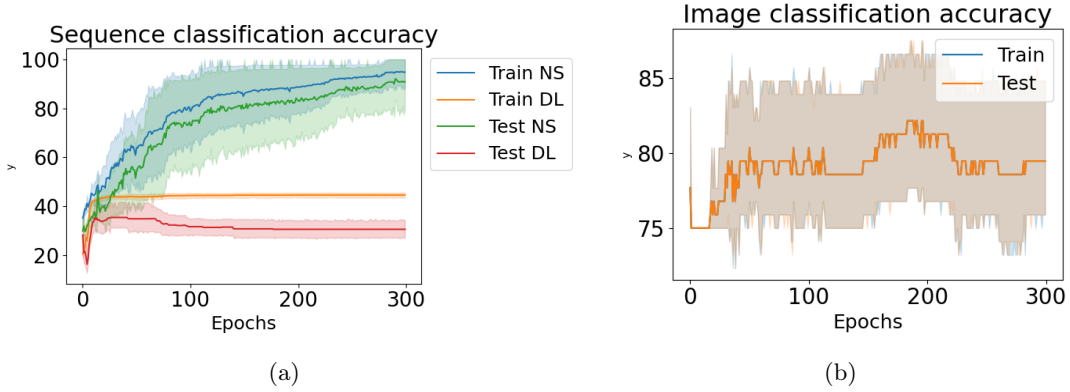 Sequence classification accuracy
100
80
60
40
20
y
0
100
200
300
Epochs
Train NS
Train DL
Test NS
Test DL
(a)
Image classification accuracy
85
80
75
y
0
100
200
300
Epochs
Train
Test
(b)